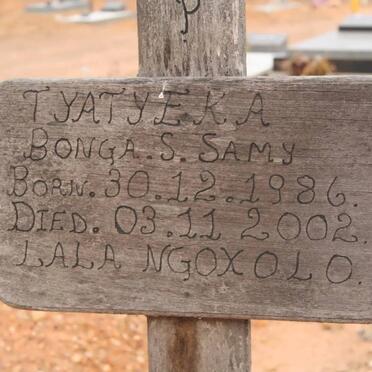 P
TYATYEKA
BONGA. S. SAMY
BORN. 30.12.1986.
DIED. 03.11 2002.
LALA NGOXOLO.